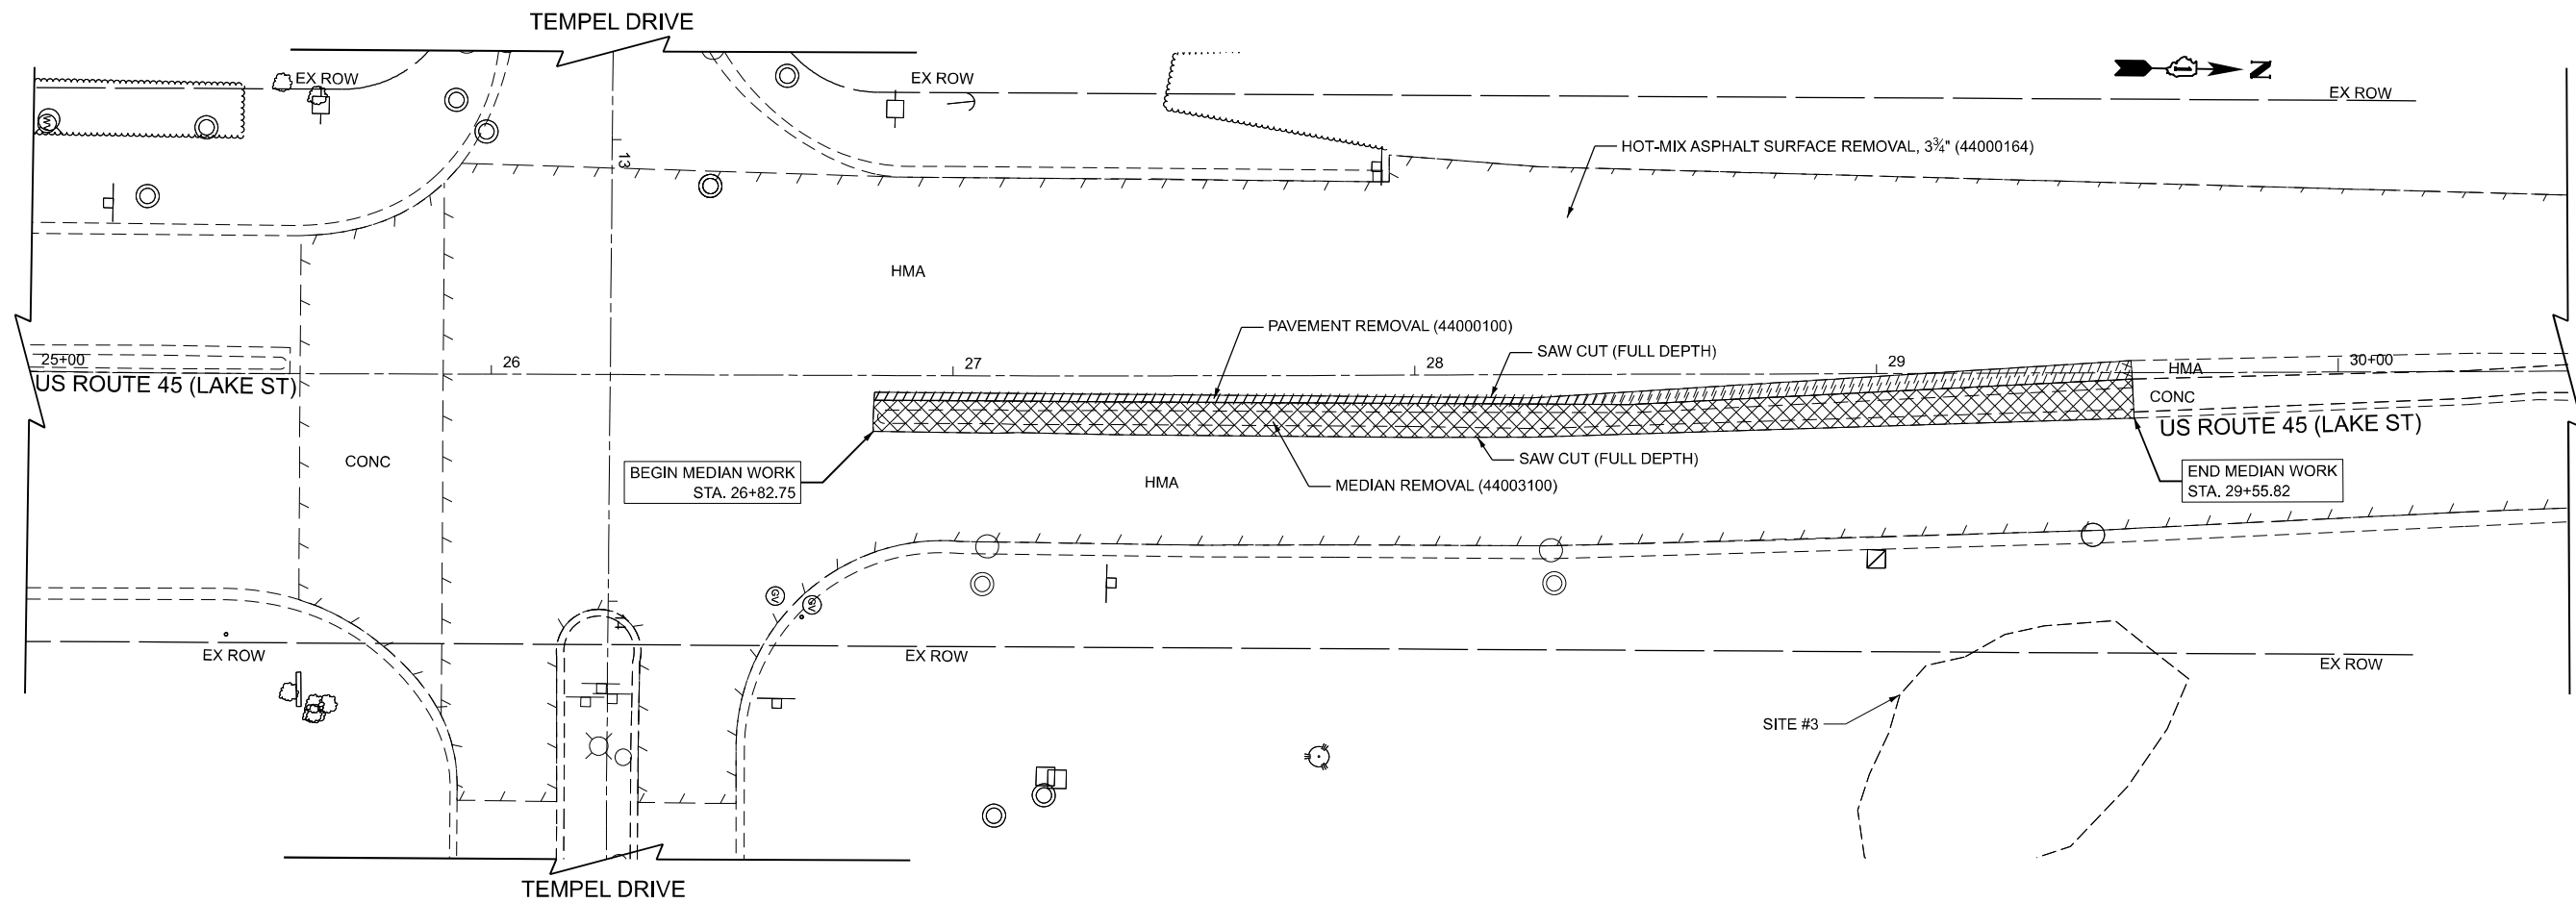 TEMPEL DRIVE
EX ROW
EX ROW
N
EX ROW
HOT-MIX ASPHALT SURFACE REMOVAL, 3¾" (44000164)
W
13
HMA
PAVEMENT REMOVAL (44000100)
SAW CUT (FULL DEPTH)
25+00
26
27
28
29
30+00
HMA
US ROUTE 45 (LAKE ST)
CONC
US ROUTE 45 (LAKE ST)
CONC
BEGIN MEDIAN WORK
STA. 26+82.75
HMA
SAW CUT (FULL DEPTH)
MEDIAN REMOVAL (44003100)
END MEDIAN WORK
STA. 29+55.82
GV
GV
14
EX ROW
EX ROW
EX ROW
SITE #3
TEMPEL DRIVE